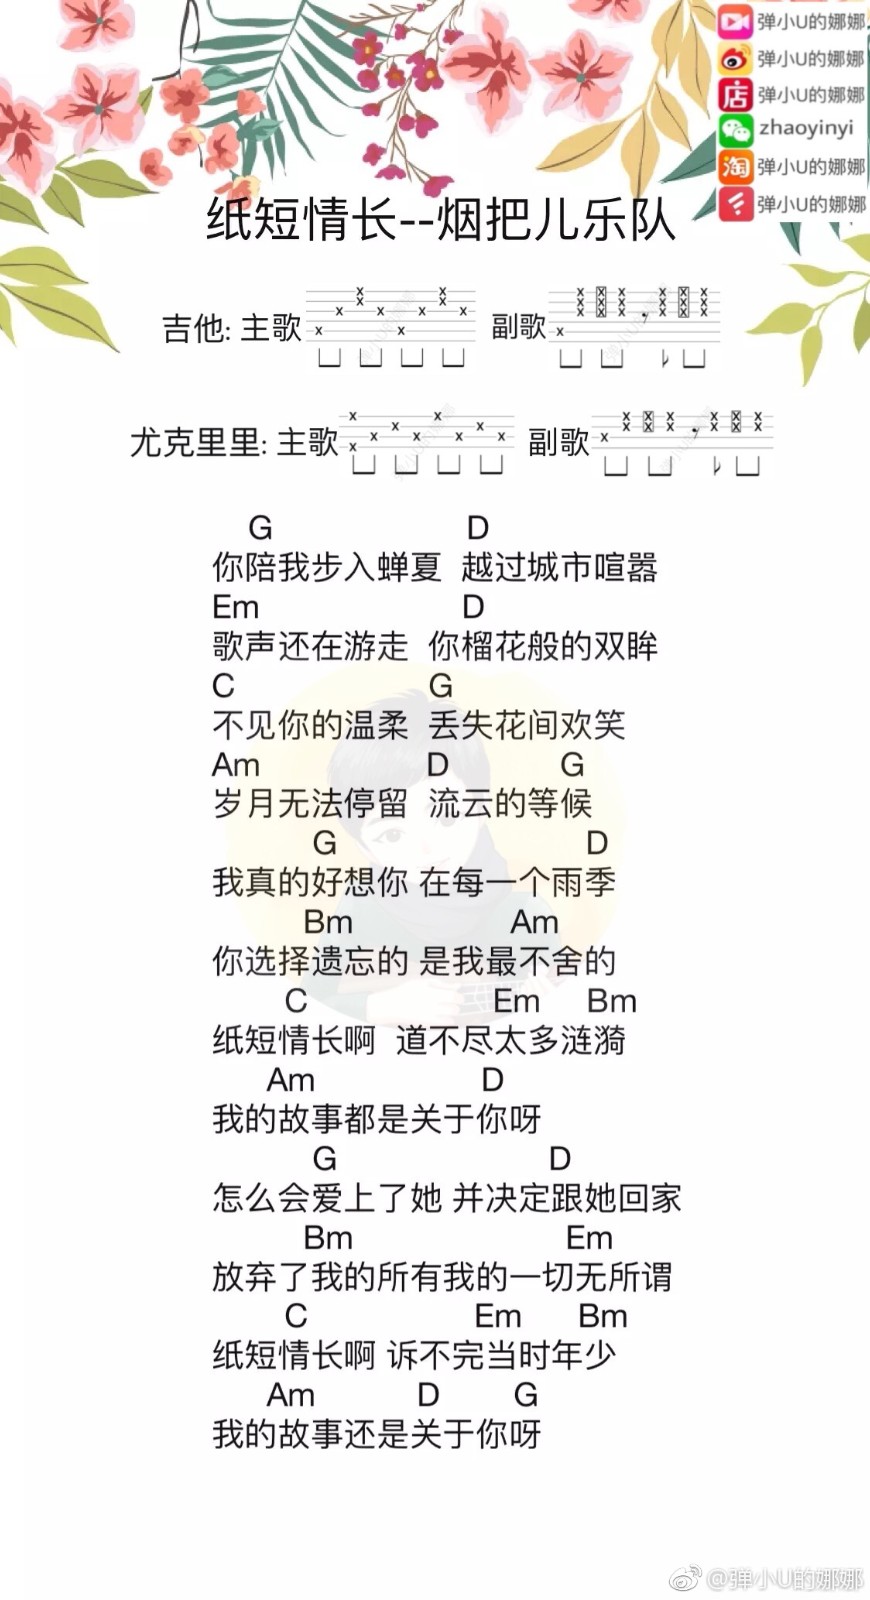 弹小U的娜娜
弹小U的娜娜
店 弹小U的娜娜
zhaoyinyi
淘 弹小U的娜娜
弹小U的娜娜
纸短情长--烟把儿乐队
吉他: 主歌 副歌
尤克里里: 主歌 副歌
G D
你陪我步入蝉夏 越过城市喧嚣
Em D
歌声还在游走 你榴花般的双眸
C G
不见你的温柔 丢失花间欢笑
Am D G
岁月无法停留 流云的等候
G D
我真的好想你 在每一个雨季
Bm Am
你选择遗忘的 是我最不舍的
C Em Bm
纸短情长啊 道不尽太多涟漪
Am D
我的故事都是关于你呀
G D
怎么会爱上了她 并决定跟她回家
Bm Em
放弃了我的所有我的一切无所谓
C Em Bm
纸短情长啊 诉不完当时年少
Am D G
我的故事还是关于你呀
@弹小U的娜娜